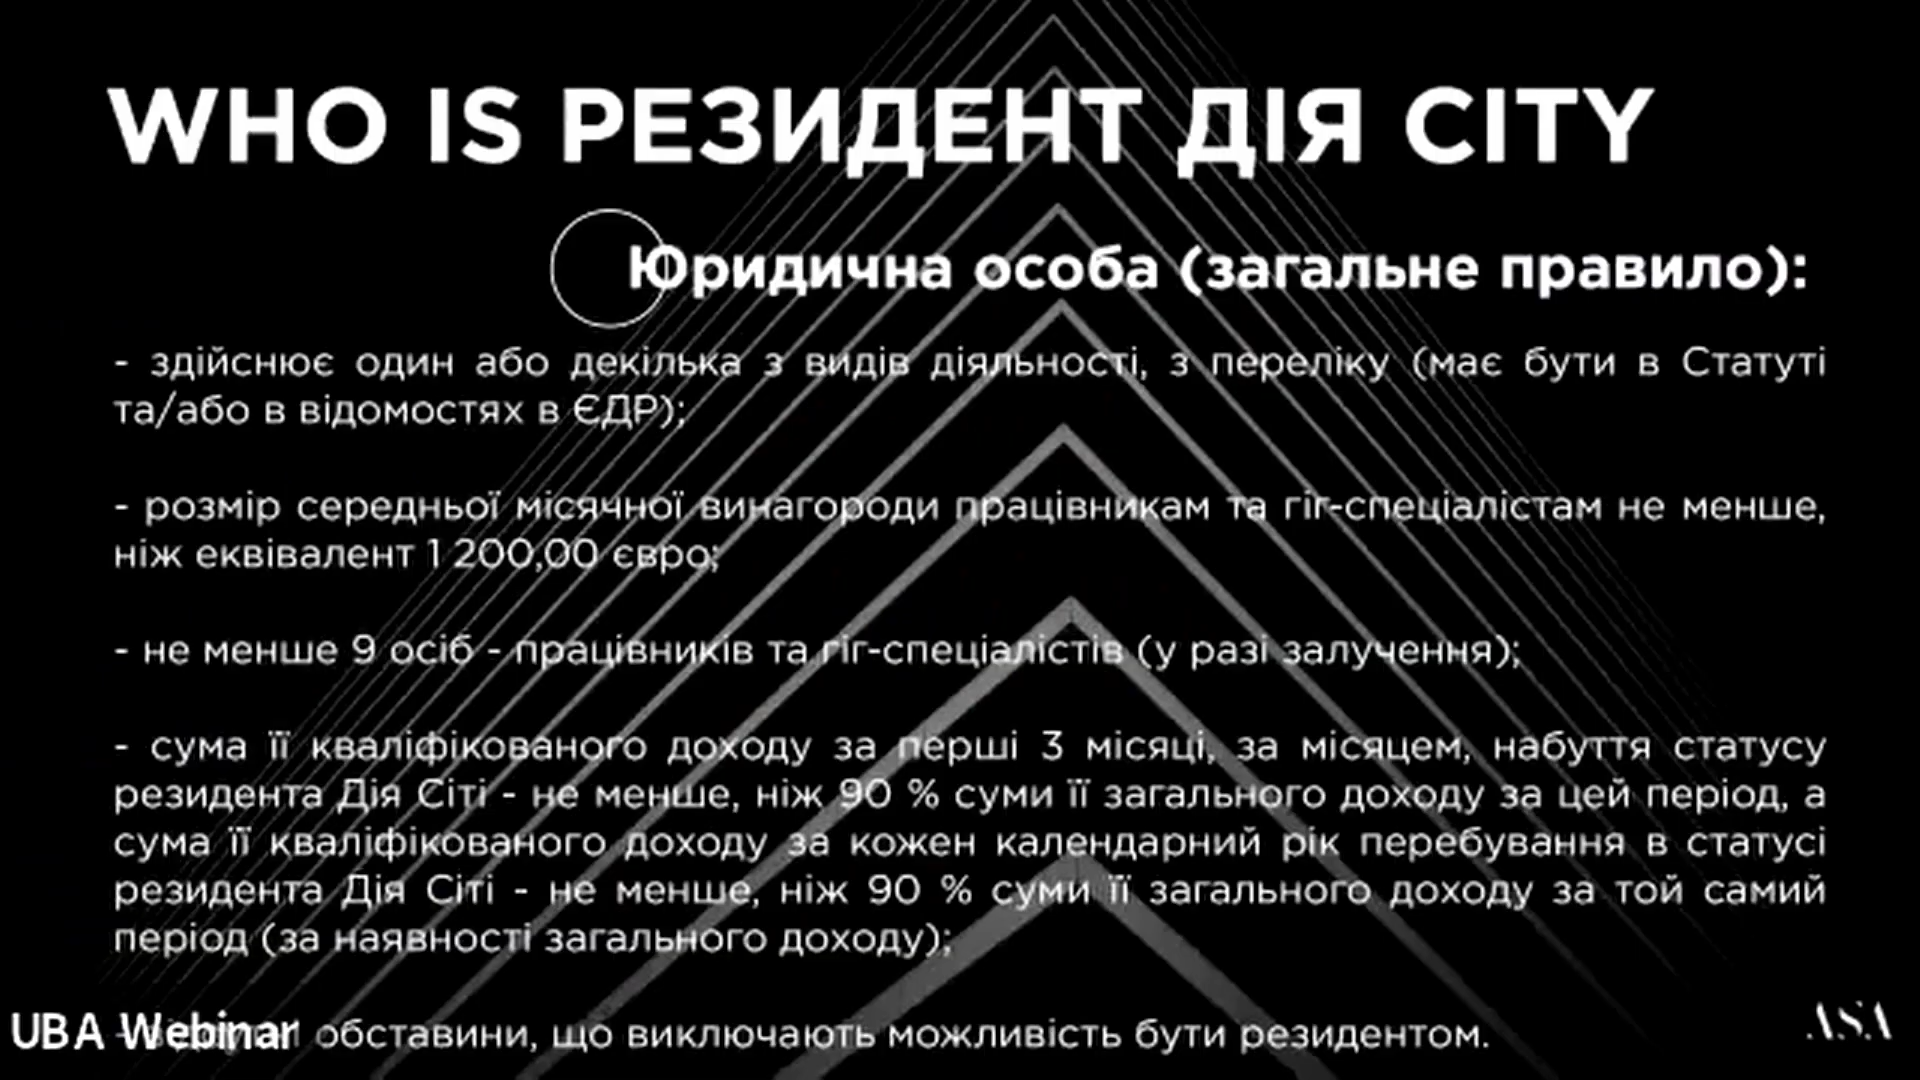 WHO IS РЕЗИДЕНТ ДІЯ CITY
Юридична особа (загальне правило):
- здійснює один або декілька з видів діяльності, з переліку (має бути в Статуті
та/або в відомостях в ЄДР);
- розмір середньої місячної винагороди працівникам та гіг-спеціалістам не менше,
ніж еквівалент 1 200,00 євро;
- не менше 9 осіб - працівників та гіг-спеціалістів (у разі залучення);
- сума її кваліфікованого доходу за перші 3 місяці, за місяцем, набуття статусу
резидента Дія Сіті - не менше, ніж 90 % суми її загального доходу за цей період, а
сума її кваліфікованого доходу за кожен календарний рік перебування в статусі
резидента Дія Сіті - не менше, ніж 90 % суми її загального доходу за той самий
період (за наявності загального доходу);
- обставини, що виключають можливість бути резидентом.
UBA Webinar
ASA